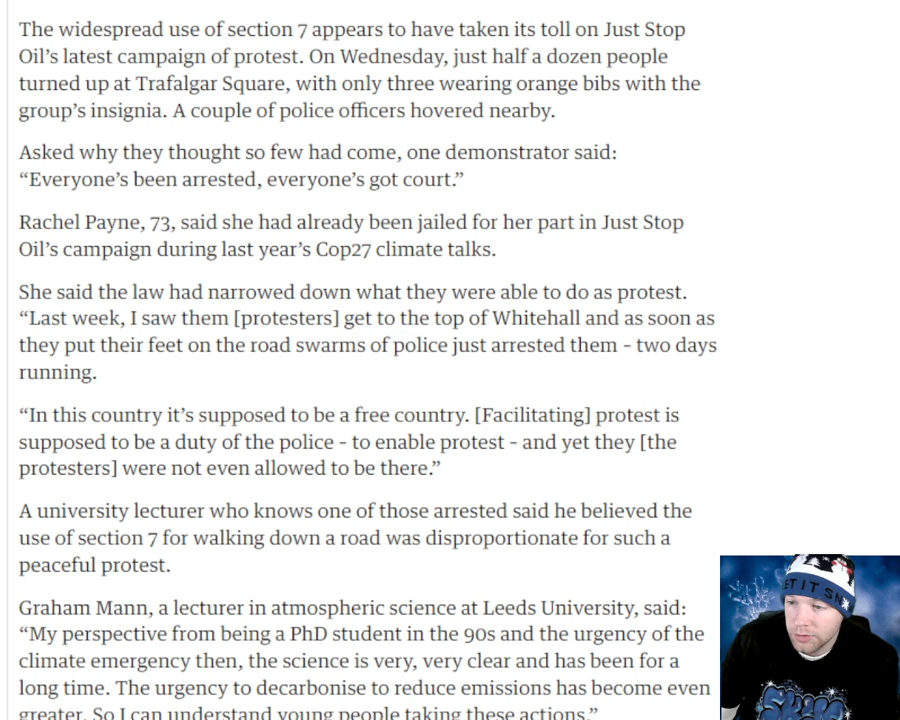 The widespread use of section 7 appears to have taken its toll on Just Stop
Oil’s latest campaign of protest. On Wednesday, just half a dozen people
turned up at Trafalgar Square, with only three wearing orange bibs with the
group’s insignia. A couple of police officers hovered nearby.
Asked why they thought so few had come, one demonstrator said:
“Everyone’s been arrested, everyone’s got court.”
Rachel Payne, 73, said she had already been jailed for her part in Just Stop
Oil’s campaign during last year’s Cop27 climate talks.
She said the law had narrowed down what they were able to do as protest.
“Last week, I saw them [protesters] get to the top of Whitehall and as soon as
they put their feet on the road swarms of police just arrested them – two days
running.
“In this country it’s supposed to be a free country. [Facilitating] protest is
supposed to be a duty of the police – to enable protest – and yet they [the
protesters] were not even allowed to be there.”
A university lecturer who knows one of those arrested said he believed the
use of section 7 for walking down a road was disproportionate for such a
peaceful protest.
Graham Mann, a lecturer in atmospheric science at Leeds University, said:
“My perspective from being a PhD student in the 90s and the urgency of the
climate emergency then, the science is very, very clear and has been for a
long time. The urgency to decarbonise to reduce emissions has become even
greater. So I can understand young people taking these actions.”
ET IT S